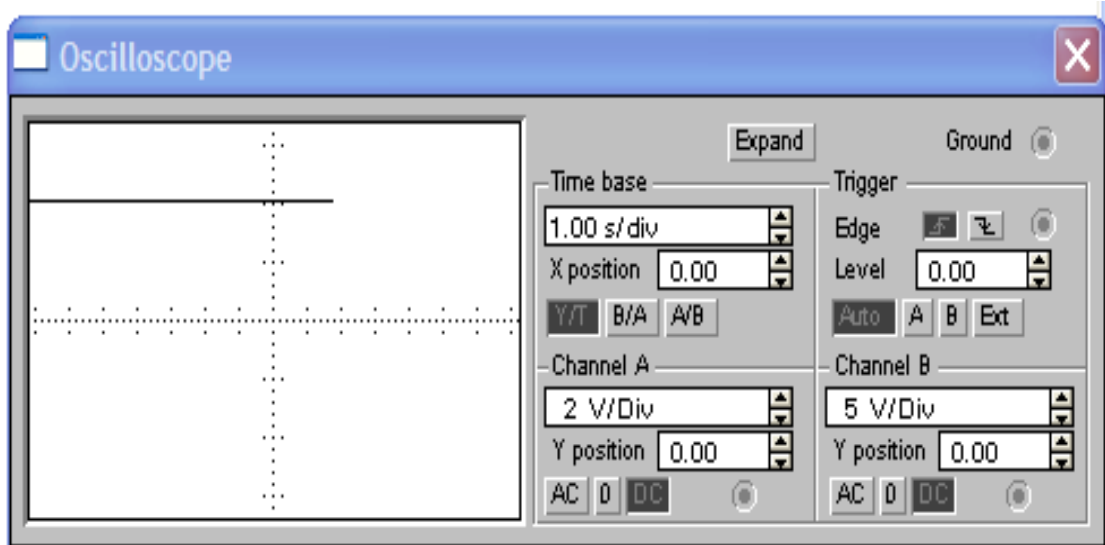 Oscilloscope
Expand
Ground
Time base
1.00 s/div
X position 0.00
Y/T B/A A/B
Trigger
Edge
Level 0.00
Auto A B Ext
Channel A
2 V/Div
Y position 0.00
AC 0 DC
Channel B
5 V/Div
Y position 0.00
AC 0 DC